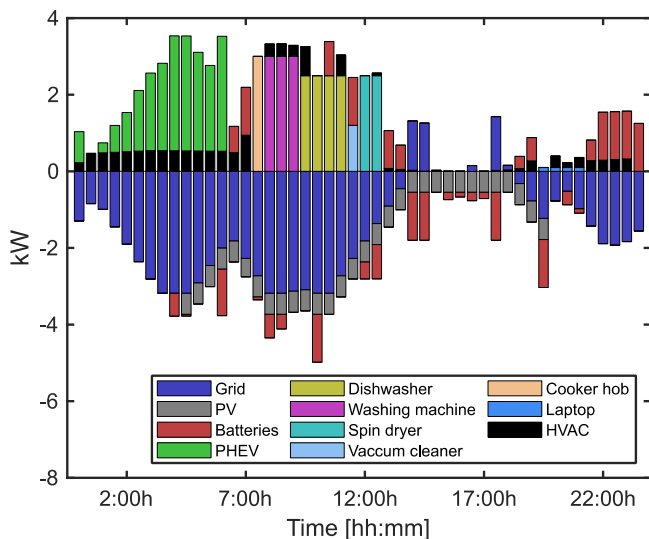 4
2
0
-2
-4
-6
-8
kW
Grid
PV
Batteries
PHEV
Dishwasher
Washing machine
Spin dryer
Vaccum cleaner
Cooker hob
Laptop
HVAC
2:00h 7:00h 12:00h 17:00h 22:00h
Time [hh:mm]